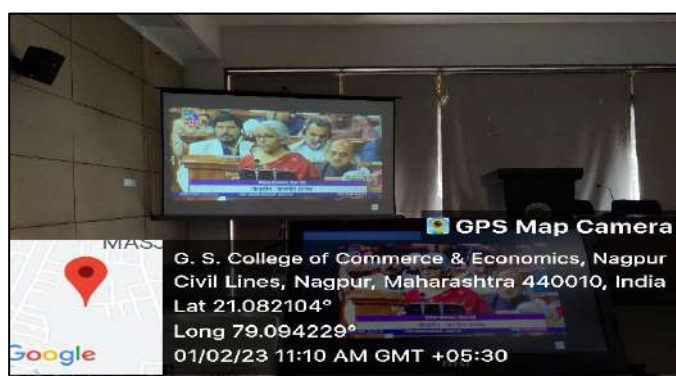 GPS Map Camera
MASJ
G. S. College of Commerce & Economics, Nagpur
Civil Lines, Nagpur, Maharashtra 440010, India
Lat 21.082104°
Long 79.094229°
01/02/23 11:10 AM GMT +05:30
Google